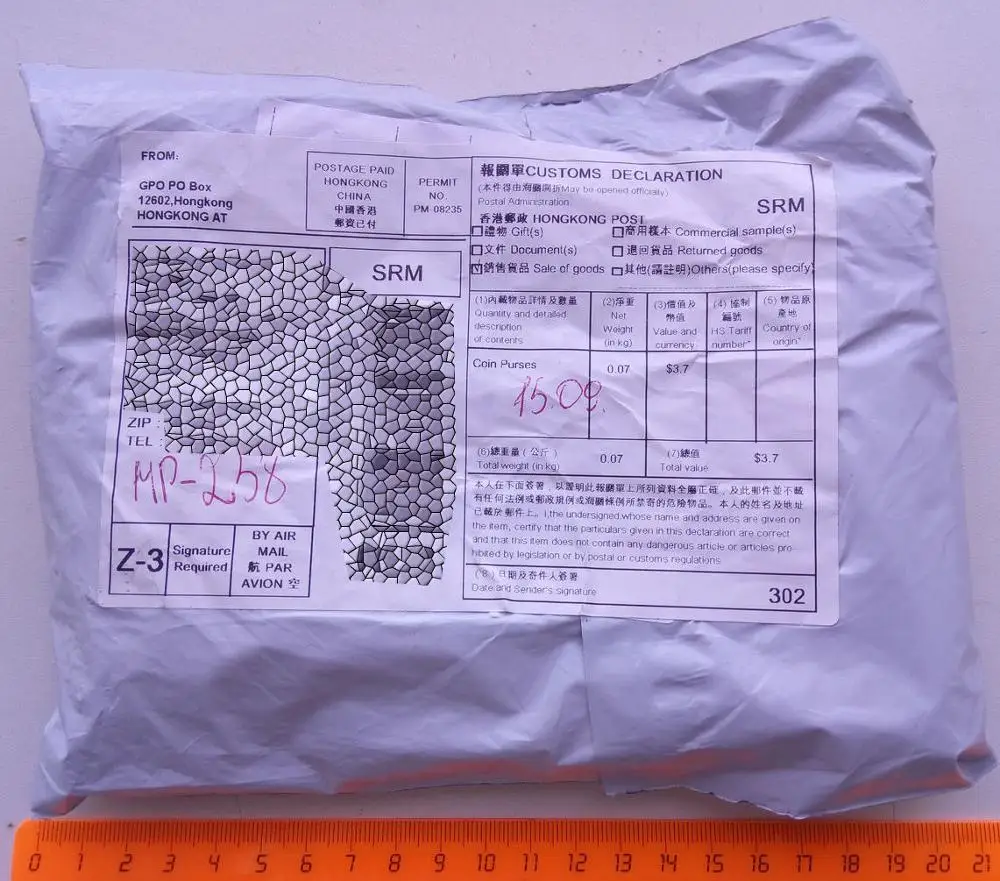 FROM:
GPO PO Box
12602,Hongkong
HONGKONG AT
POSTAGE PAID
HONGKONG
CHINA
中國香港
郵資已付
PERMIT
NO.
PM-08235
SRM
ZIP :
TEL :
MP-258
Z-3
Signature
Required
BY AIR
MAIL
航 PAR
AVION 空
報關單CUSTOMS DECLARATION
(本件得由海關開拆May be opened officially)
Postal Administration
SRM
香港郵政 HONGKONG POST
禮物 Gift(s)
商用樣本 Commercial sample(s)
文件 Document(s)
退回貨品 Returned goods
銷售貨品 Sale of goods
其他(請註明)Others(please specify)
(1)內載物品詳情及數量
Quantity and detailed
description
of contents
(2)淨重
Net
Weight
(in kg)
(3)價值及
幣值
Value and
currency
(4) 編號
HS Tariff
number*
(5) 物品原
產地
Country of
origin*
Coin Purses
0.07
$3.7
15.09.
(6)總重量 (公斤)
Total weight (in kg)
0.07
(7)總值
Total value
$3.7
本人在下面簽署，以證明此報關單上所列資料全屬正確，及此郵件並不載
有任何法例或郵政規例或海關條例所禁寄的危險物品。本人的姓名及地址
已載於郵件上。I,the undersigned.whose name and address are given on
the item, certify that the particulars given in this declaration are correct
and that this item does not contain any dangerous article or articles pro-
hibited by legislation or by postal or customs regulations
(8) 日期及寄件人簽署
Date and Sender's signature
302
0 1 2 3 4 5 6 7 8 9 10 11 12 13 14 15 16 17 18 19 20 21